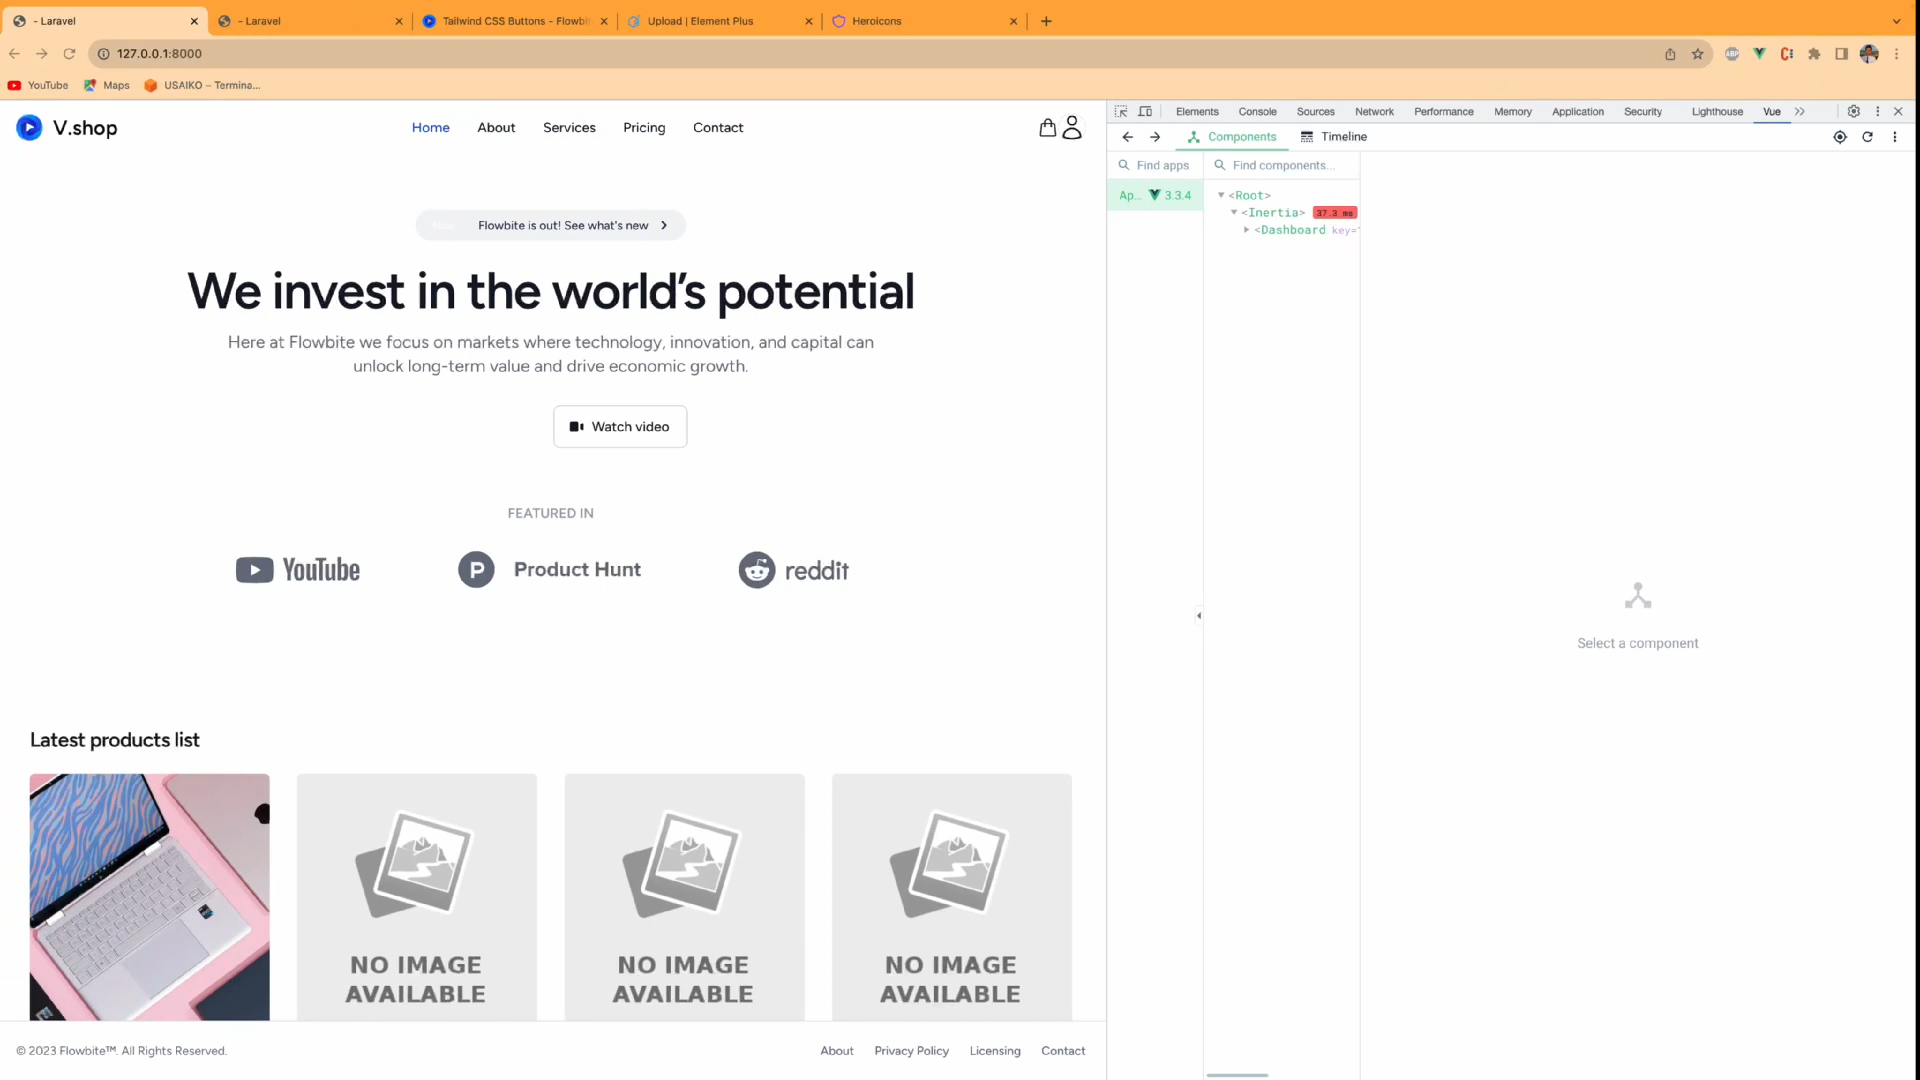 - Laravel
- Laravel
Tailwind CSS Buttons - Flowbi
Upload | Element Plus
Heroicons
127.0.0.1:8000
YouTube
Maps
USAIKO – Termina...
V.shop
Home
About
Services
Pricing
Contact
New
Flowbite is out! See what's new
We invest in the world's potential
Here at Flowbite we focus on markets where technology, innovation, and capital can
unlock long-term value and drive economic growth.
Watch video
FEATURED IN
YouTube
P Product Hunt
reddit
Latest products list
NO IMAGE
AVAILABLE
NO IMAGE
AVAILABLE
NO IMAGE
AVAILABLE
© 2023 Flowbite™. All Rights Reserved.
About
Privacy Policy
Licensing
Contact
Elements
Console
Sources
Network
Performance
Memory
Application
Security
Lighthouse
Vue
Components
Timeline
Find apps
Find components...
Ap... 3.3.4
<Root>
<Inertia> 37.3 ms
<Dashboard key=
Select a component